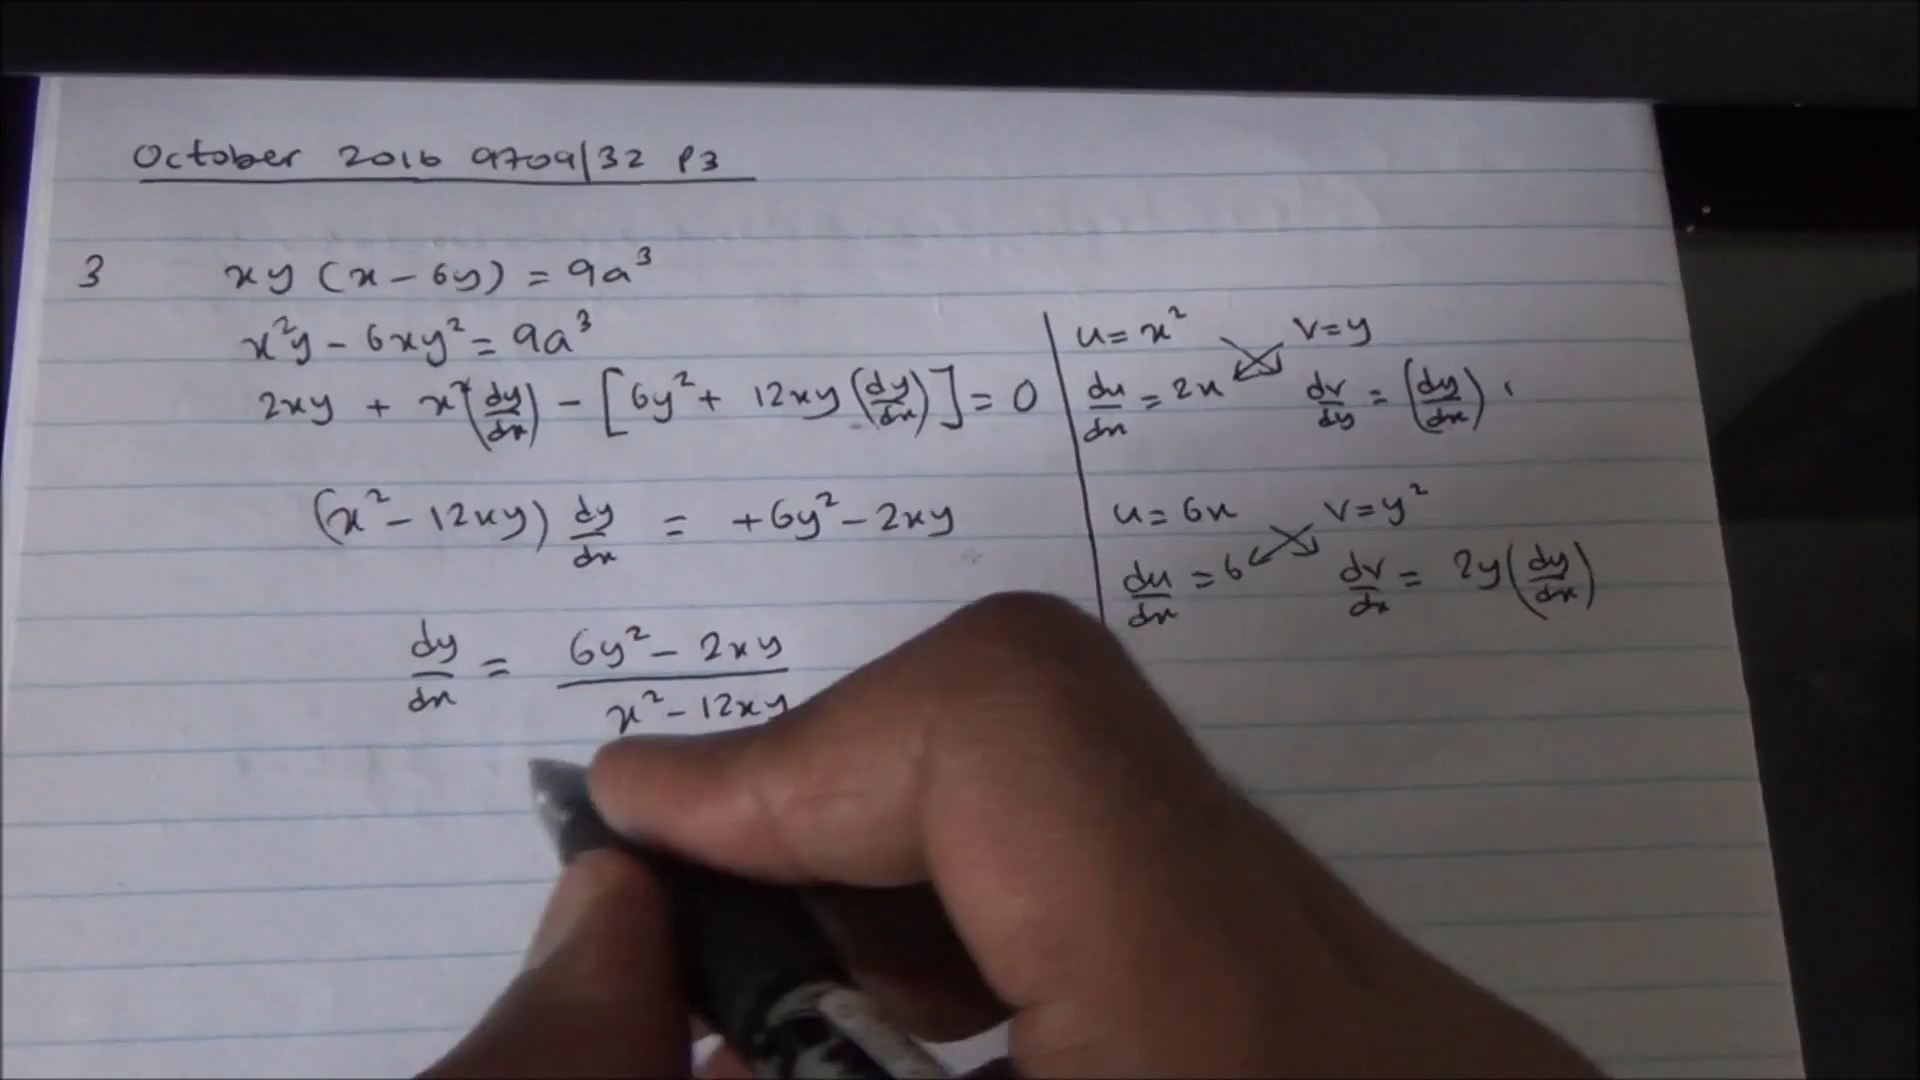 October 2016 9709/32 P3
3 xy (x - 6y) = 9a³
x²y - 6xy² = 9a³
2xy + x²(dy/dx) - [6y² + 12xy (dy/dx)] = 0
(x² - 12xy) dy/dx = +6y² - 2xy
dy/dx = (6y² - 2xy)/(x² - 12xy)
u = x² v = y
du/dx = 2x dv/dy = (dy/dx).
u = 6x v = y²
du/dx = 6 dv/dx = 2y(dy/dx)